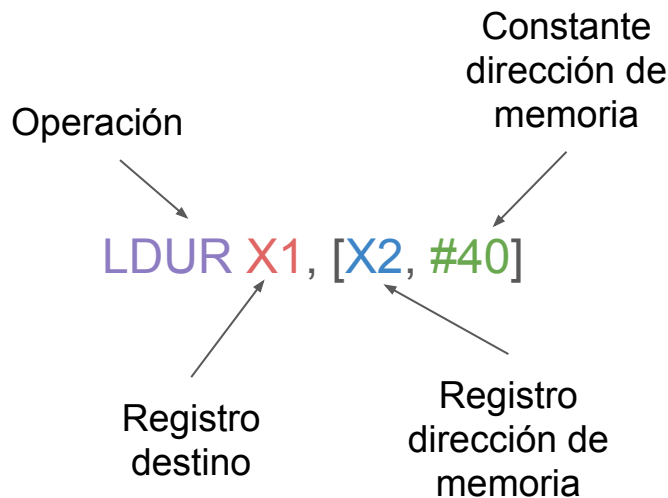 Constante
dirección de
memoria
Operación
LDUR X1, [X2, #40]
Registro
destino
Registro
dirección de
memoria